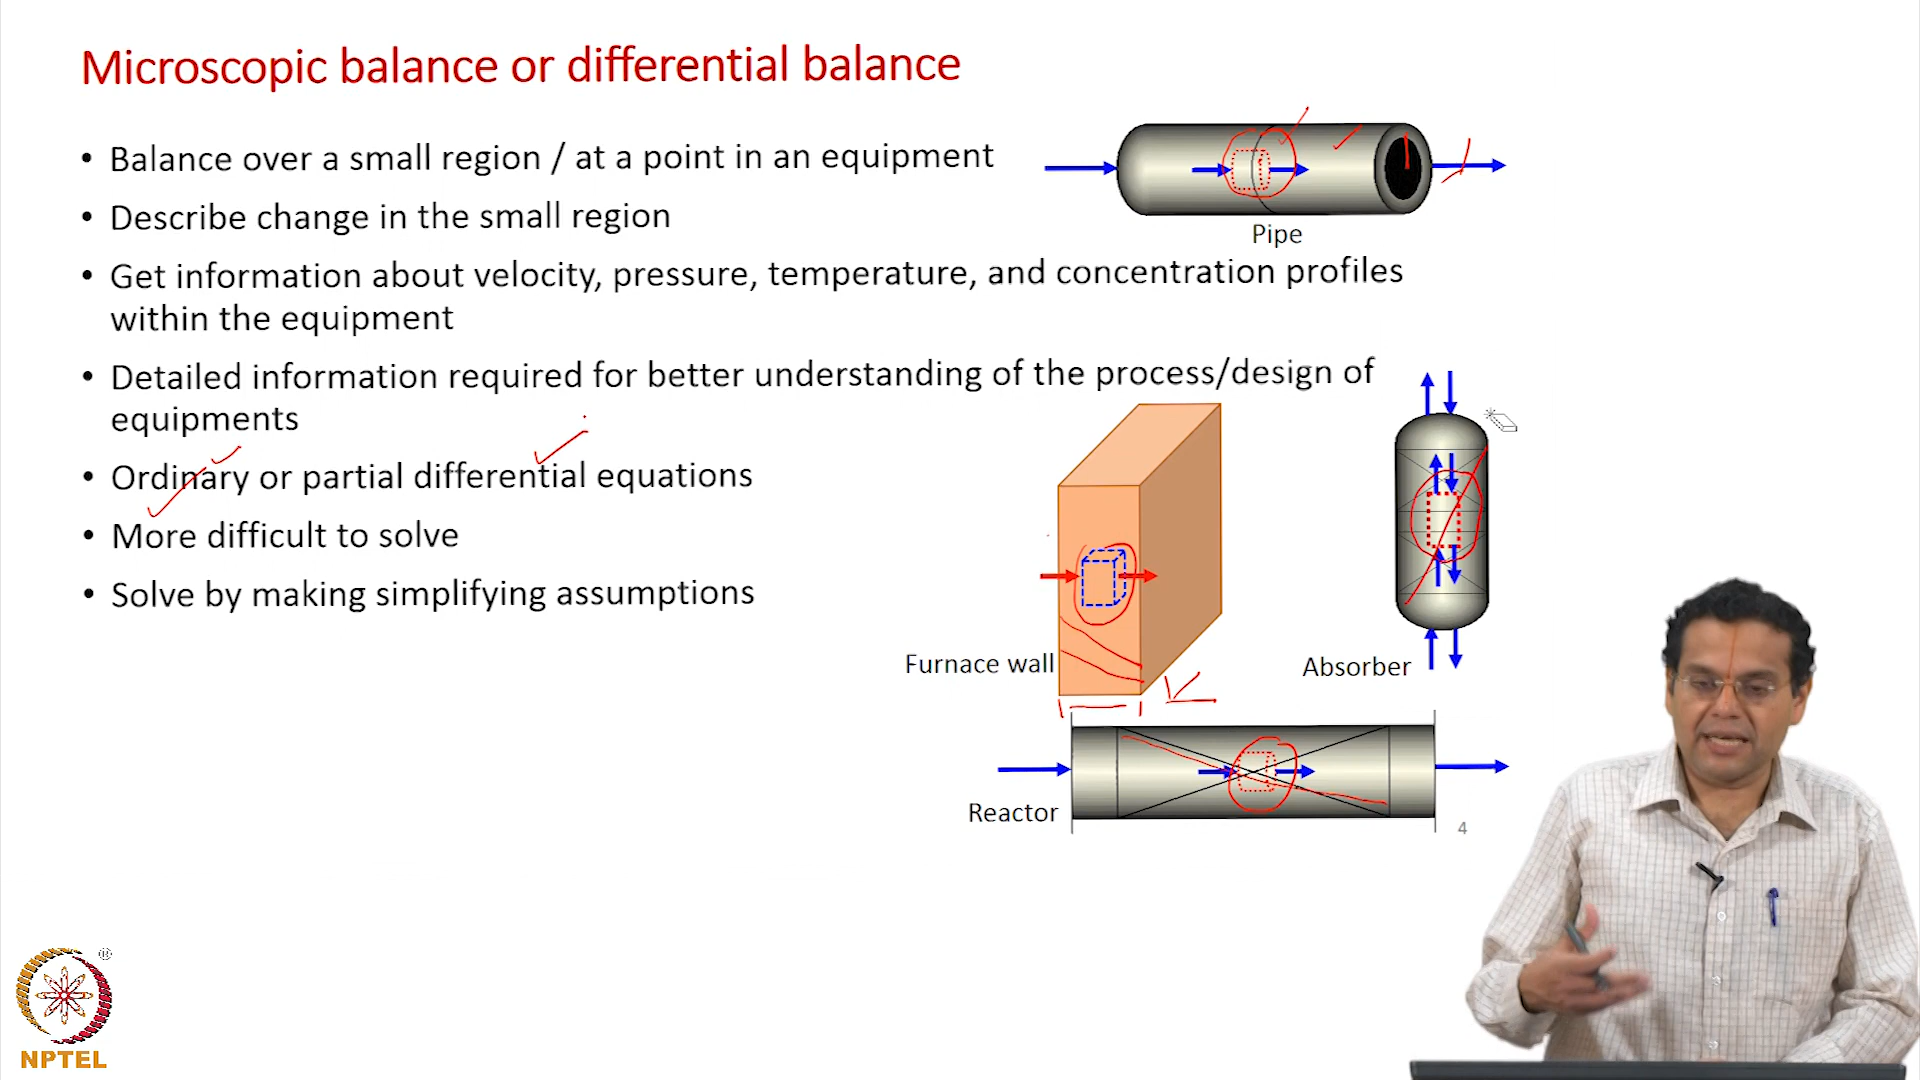 Microscopic balance or differential balance
• Balance over a small region / at a point in an equipment
• Describe change in the small region
• Get information about velocity, pressure, temperature, and concentration profiles
within the equipment
• Detailed information required for better understanding of the process/design of
equipments
• Ordinary or partial differential equations
• More difficult to solve
• Solve by making simplifying assumptions
Pipe
Furnace wall
Absorber
Reactor
4
®
NPTEL